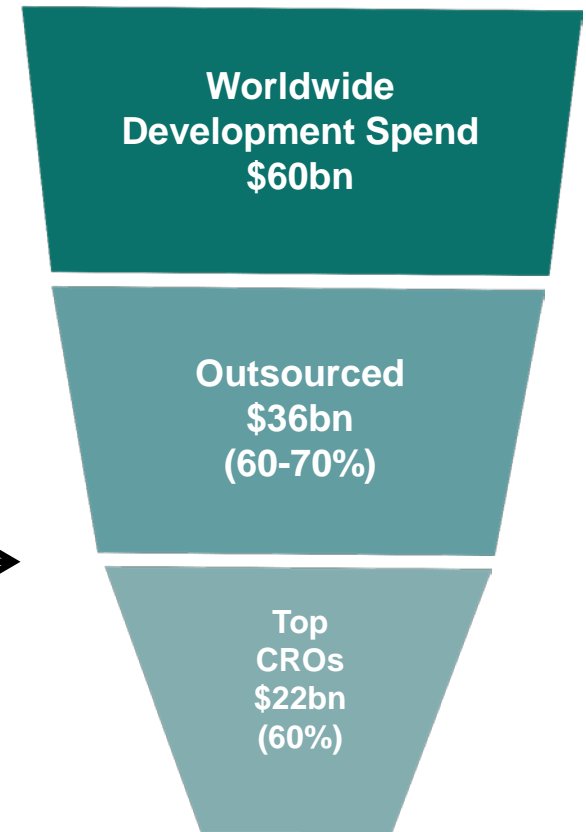 Worldwide
Development Spend
$60bn
Outsourced
$36bn
(60-70%)
Top
CROs
$22bn
(60%)